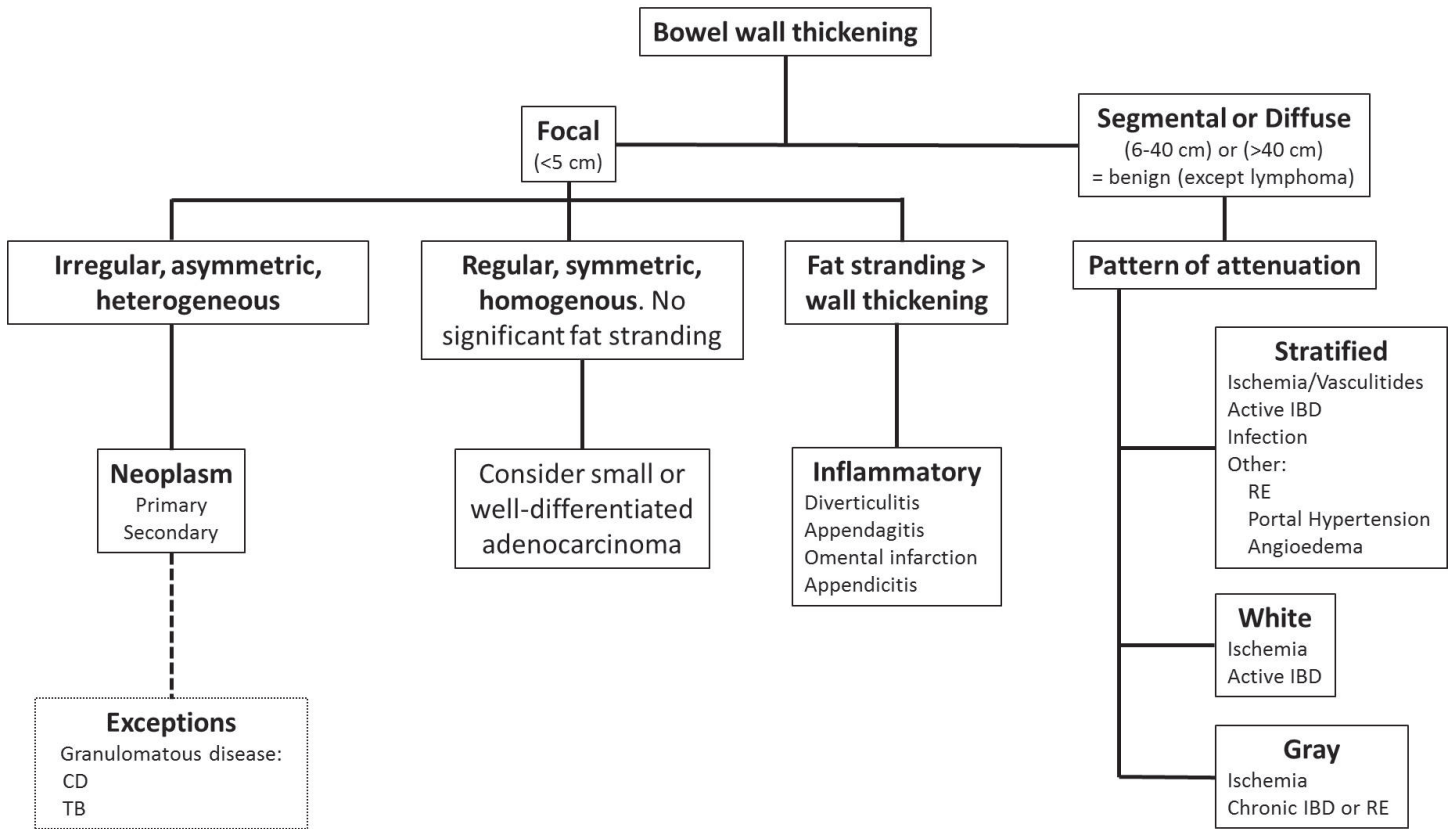 Bowel wall thickening
Focal
(<5 cm)
Segmental or Diffuse
(6-40 cm) or (>40 cm)
= benign (except lymphoma)
Irregular, asymmetric,
heterogeneous
Regular, symmetric,
homogenous. No
significant fat stranding
Fat stranding >
wall thickening
Pattern of attenuation
Neoplasm
Primary
Secondary
Consider small or
well-differentiated
adenocarcinoma
Inflammatory
Diverticulitis
Appendagitis
Omental infarction
Appendicitis
Stratified
Ischemia/Vasculitides
Active IBD
Infection
Other:
RE
Portal Hypertension
Angioedema
White
Ischemia
Active IBD
Exceptions
Granulomatous disease:
CD
TB
Gray
Ischemia
Chronic IBD or RE